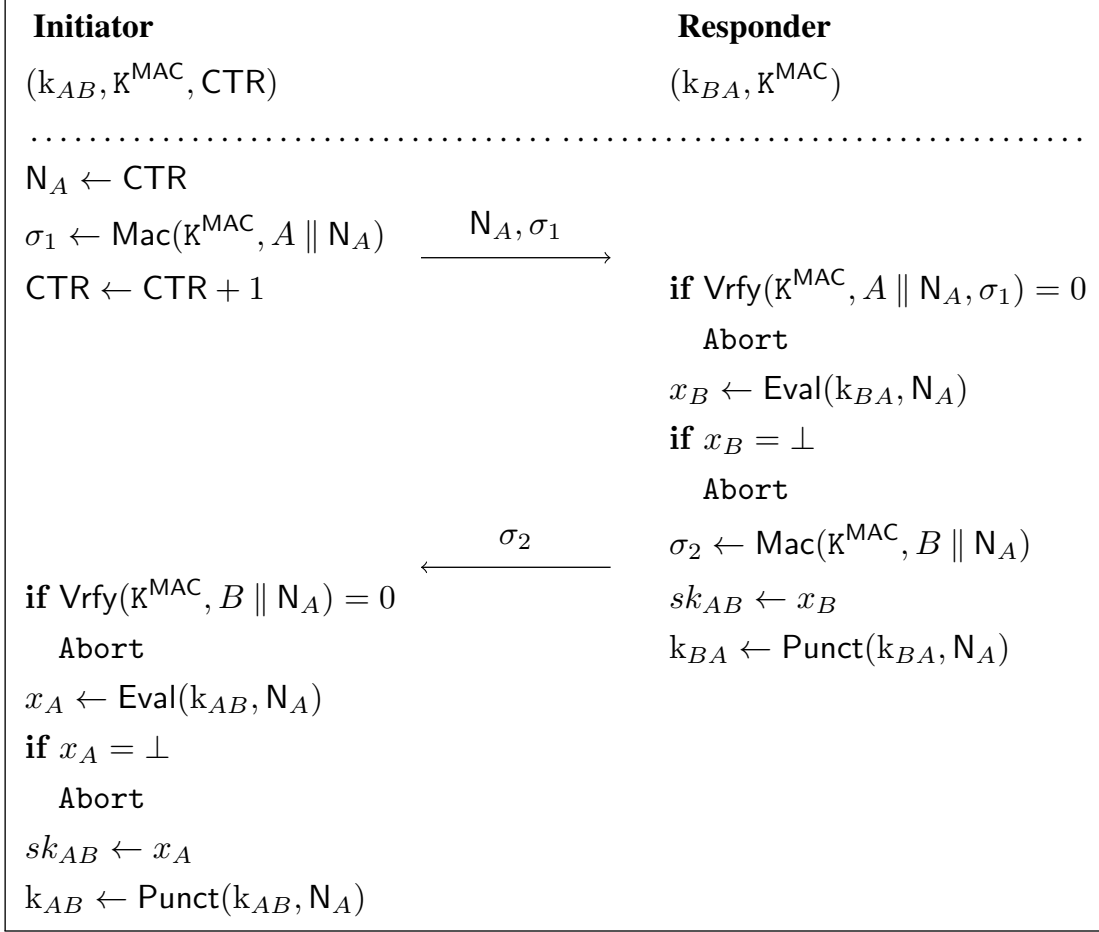 Initiator Responder
(k_{AB}, K^{MAC}, CTR) (k_{BA}, K^{MAC})
N_A ← CTR
σ_1 ← Mac(K^{MAC}, A ∥ N_A) N_A, σ_1
CTR ← CTR + 1 if Vrfy(K^{MAC}, A ∥ N_A, σ_1) = 0
Abort
x_B ← Eval(k_{BA}, N_A)
if x_B = ⊥
Abort
σ_2 σ_2 ← Mac(K^{MAC}, B ∥ N_A)
if Vrfy(K^{MAC}, B ∥ N_A) = 0 sk_{AB} ← x_B
Abort k_{BA} ← Punct(k_{BA}, N_A)
x_A ← Eval(k_{AB}, N_A)
if x_A = ⊥
Abort
sk_{AB} ← x_A
k_{AB} ← Punct(k_{AB}, N_A)